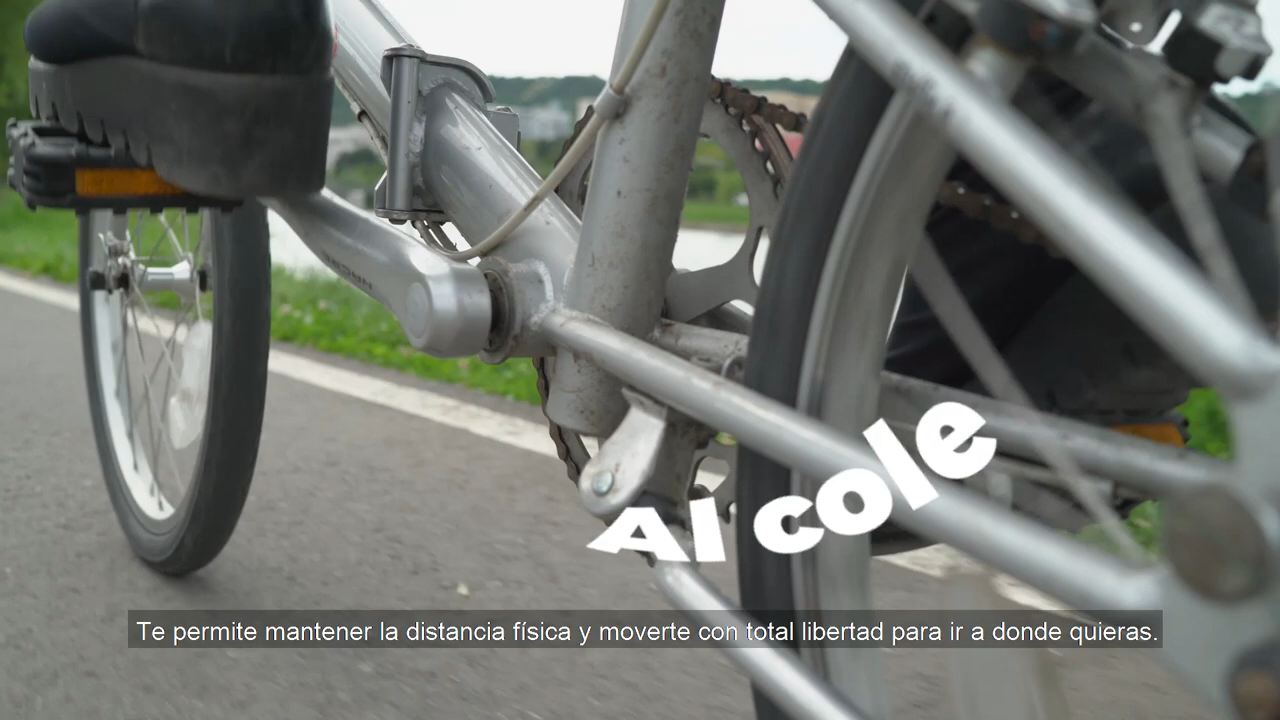 Al cole
Te permite mantener la distancia física y moverte con total libertad para ir a donde quieras.